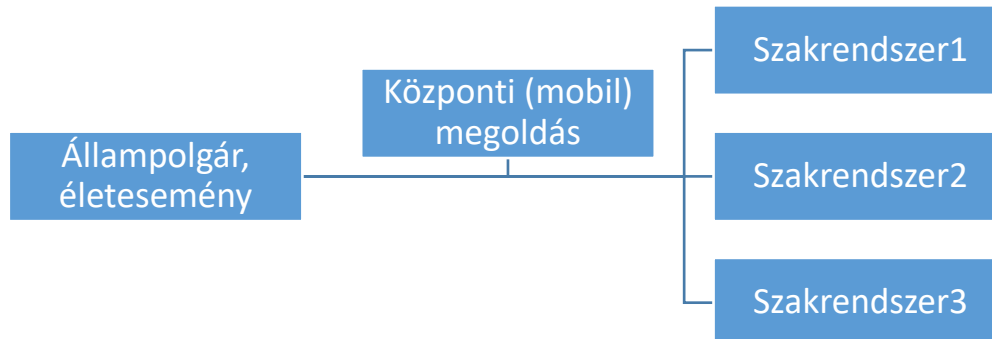 Állampolgár,
életesemény
Központi (mobil)
megoldás
Szakrendszer1
Szakrendszer2
Szakrendszer3